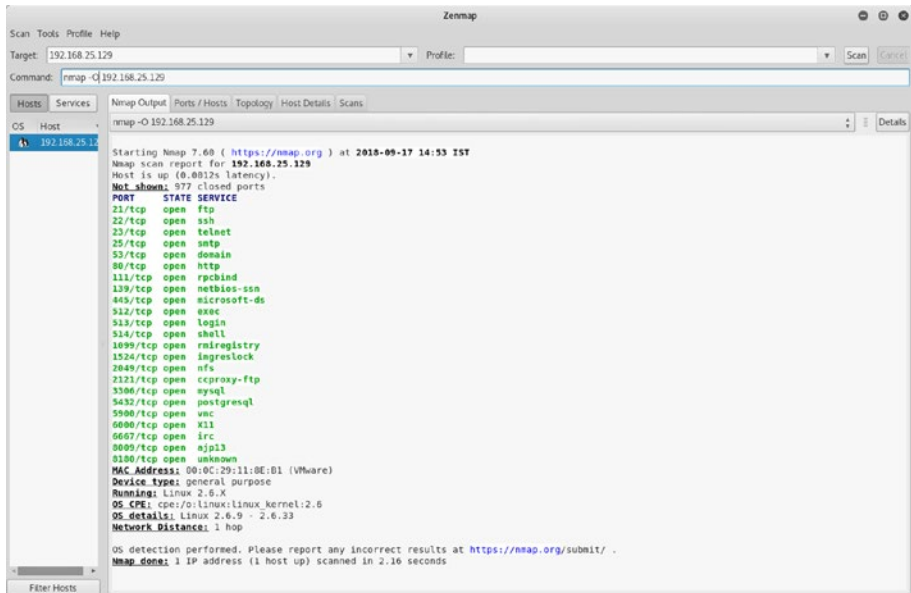 Zenmap
Scan Tools Profile Help
Target: 192.168.25.129 Profile: Scan Cancel
Command: nmap -O 192.168.25.129
Hosts Services Nmap Output Ports / Hosts Topology Host Details Scans
OS Host nmap -O 192.168.25.129 Details
192.168.25.12
Starting Nmap 7.60 ( https://nmap.org ) at 2018-09-17 14:53 IST
Nmap scan report for 192.168.25.129
Host is up (0.0012s latency).
Not shown: 977 closed ports
PORT STATE SERVICE
21/tcp open ftp
22/tcp open ssh
23/tcp open telnet
25/tcp open smtp
53/tcp open domain
80/tcp open http
111/tcp open rpcbind
139/tcp open netbios-ssn
445/tcp open microsoft-ds
512/tcp open exec
513/tcp open login
514/tcp open shell
1099/tcp open rmiregistry
1524/tcp open ingreslock
2049/tcp open nfs
2121/tcp open ccproxy-ftp
3306/tcp open mysql
5432/tcp open postgresql
5900/tcp open vnc
6000/tcp open X11
6667/tcp open irc
8009/tcp open ajp13
8180/tcp open unknown
MAC Address: 00:0C:29:11:8E:B1 (VMware)
Device type: general purpose
Running: Linux 2.6.X
OS CPE: cpe:/o:linux:linux_kernel:2.6
OS details: Linux 2.6.9 - 2.6.33
Network Distance: 1 hop
OS detection performed. Please report any incorrect results at https://nmap.org/submit/ .
Nmap done: 1 IP address (1 host up) scanned in 2.16 seconds
Filter Hosts